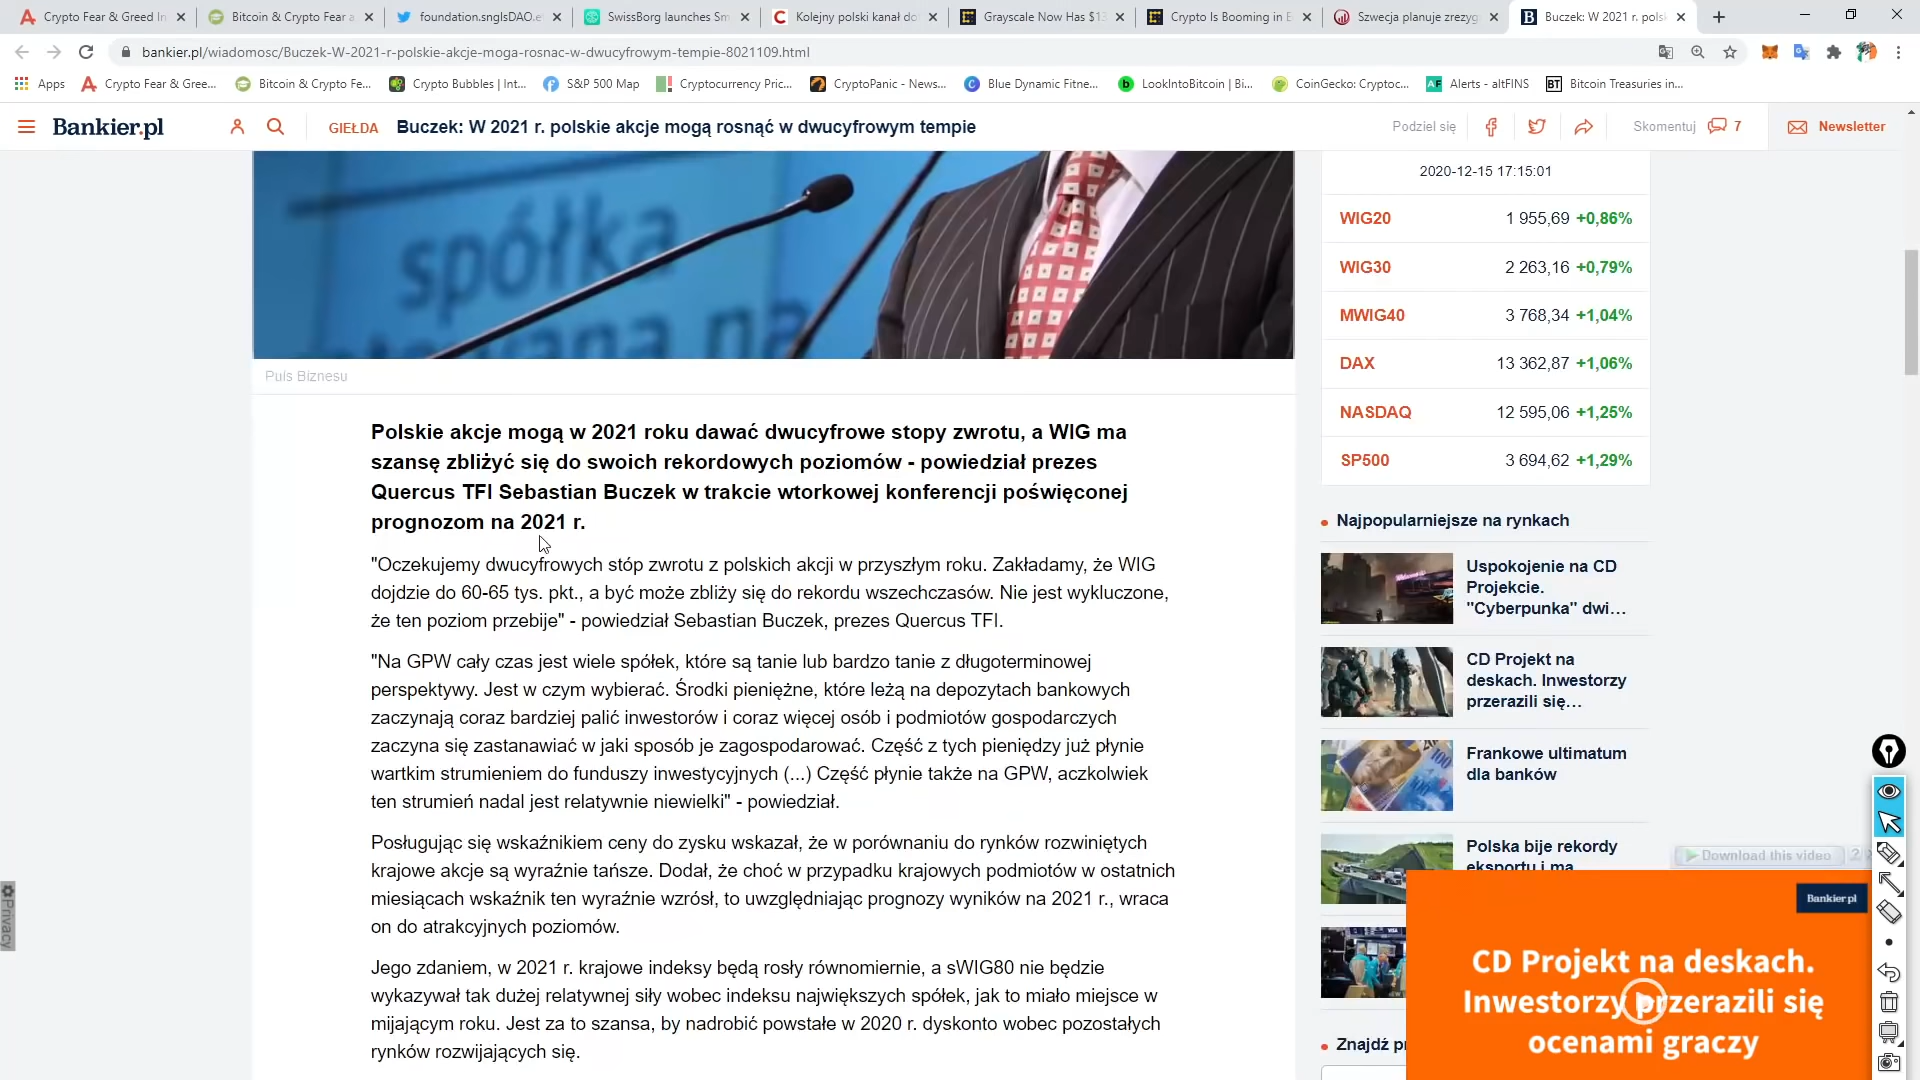 Crypto Fear & Greed In
Bitcoin & Crypto Fear a
foundation.snglsDAO.e
SwissBorg launches Sm
Kolejny polski kanał do
Grayscale Now Has $13
Crypto Is Booming in E
Szwecja planuje zrezyg
Buczek: W 2021 r. polsk
bankier.pl/wiadomosc/Buczek-W-2021-r-polskie-akcje-moga-rosnac-w-dwucyfrowym-tempie-8021109.html
Apps
Crypto Fear & Gree...
Bitcoin & Crypto Fe...
Crypto Bubbles | Int...
S&P 500 Map
Cryptocurrency Pric...
CryptoPanic - News...
Blue Dynamic Fitne...
LookIntoBitcoin | Bi...
CoinGecko: Cryptoc...
Alerts - altFINS
Bitcoin Treasuries in...
Bankier.pl
GIEŁDA
Buczek: W 2021 r. polskie akcje mogą rosnąć w dwucyfrowym tempie
Podziel się
Skomentuj
7
Newsletter
spółka
Puls Biznesu
Polskie akcje mogą w 2021 roku dawać dwucyfrowe stopy zwrotu, a WIG ma
szansę zbliżyć się do swoich rekordowych poziomów - powiedział prezes
Quercus TFI Sebastian Buczek w trakcie wtorkowej konferencji poświęconej
prognozom na 2021 r.
"Oczekujemy dwucyfrowych stóp zwrotu z polskich akcji w przyszłym roku. Zakładamy, że WIG
dojdzie do 60-65 tys. pkt., a być może zbliży się do rekordu wszechczasów. Nie jest wykluczone,
że ten poziom przebije" - powiedział Sebastian Buczek, prezes Quercus TFI.
"Na GPW cały czas jest wiele spółek, które są tanie lub bardzo tanie z długoterminowej
perspektywy. Jest w czym wybierać. Środki pieniężne, które leżą na depozytach bankowych
zaczynają coraz bardziej palić inwestorów i coraz więcej osób i podmiotów gospodarczych
zaczyna się zastanawiać w jaki sposób je zagospodarować. Część z tych pieniędzy już płynie
wartkim strumieniem do funduszy inwestycyjnych (...) Część płynie także na GPW, aczkolwiek
ten strumień nadal jest relatywnie niewielki" - powiedział.
Posługując się wskaźnikiem ceny do zysku wskazał, że w porównaniu do rynków rozwiniętych
krajowe akcje są wyraźnie tańsze. Dodał, że choć w przypadku krajowych podmiotów w ostatnich
miesiącach wskaźnik ten wyraźnie wzrósł, to uwzględniając prognozy wyników na 2021 r., wraca
on do atrakcyjnych poziomów.
Jego zdaniem, w 2021 r. krajowe indeksy będą rosły równomiernie, a sWIG80 nie będzie
wykazywał tak dużej relatywnej siły wobec indeksu największych spółek, jak to miało miejsce w
mijającym roku. Jest za to szansa, by nadrobić powstałe w 2020 r. dyskonto wobec pozostałych
rynków rozwijających się.
2020-12-15 17:15:01
WIG20 1 955,69 +0,86%
WIG30 2 263,16 +0,79%
MWIG40 3 768,34 +1,04%
DAX 13 362,87 +1,06%
NASDAQ 12 595,06 +1,25%
SP500 3 694,62 +1,29%
Najpopularniejsze na rynkach
Uspokojenie na CD
Projekcie.
"Cyberpunka" dwi...
CD Projekt na
deskach. Inwestorzy
przerazili się...
Frankowe ultimatum
dla banków
Polska bije rekordy
eksportu i ma
Download this video
?
Bankier.pl
CD Projekt na deskach.
Inwestorzy przerazili się
ocenami graczy
Znajdź pr
Privacy